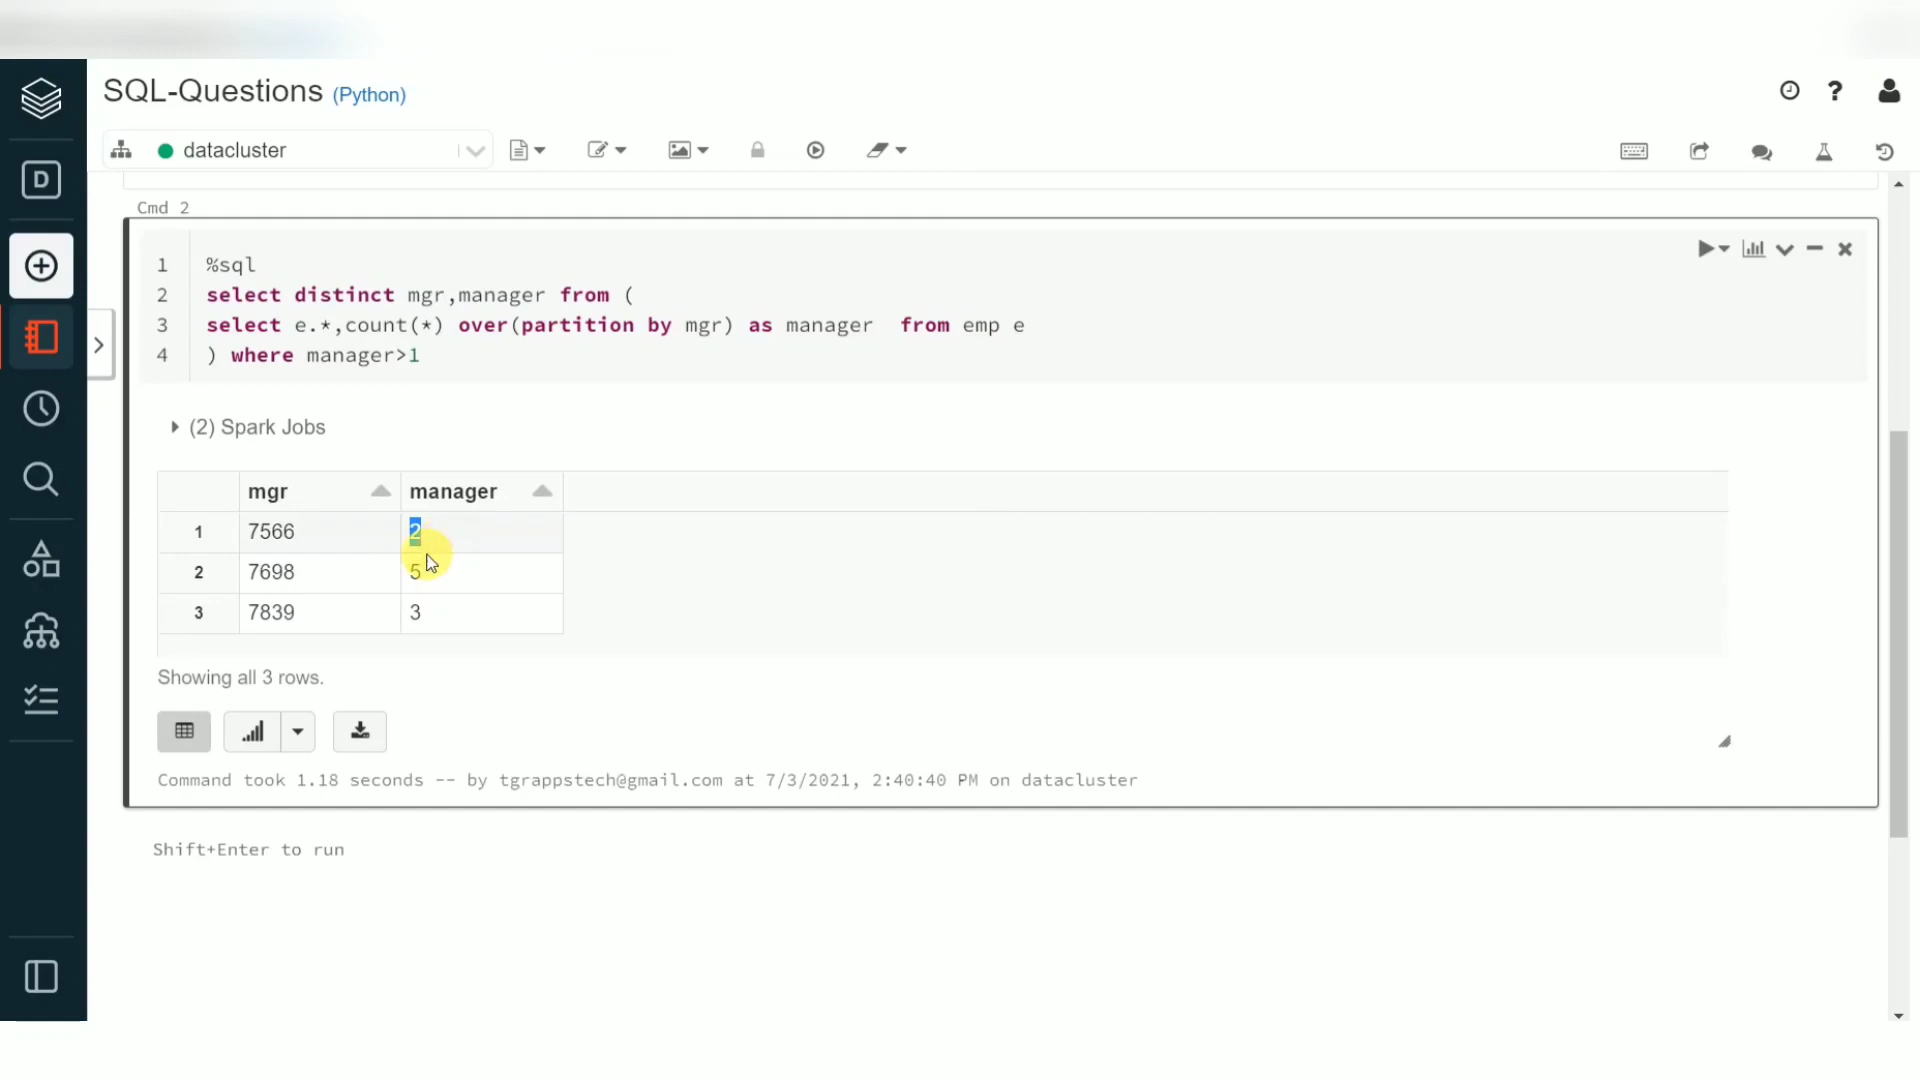 SQL-Questions (Python)
datacluster
D
Cmd 2
1 %sql
2 select distinct mgr,manager from (
3 select e.*,count(*) over(partition by mgr) as manager  from emp e
4 ) where manager>1
(2) Spark Jobs
mgr manager
1 7566 2
2 7698 5
3 7839 3
Showing all 3 rows.
Command took 1.18 seconds -- by tgrappstech@gmail.com at 7/3/2021, 2:40:40 PM on datacluster
Shift+Enter to run